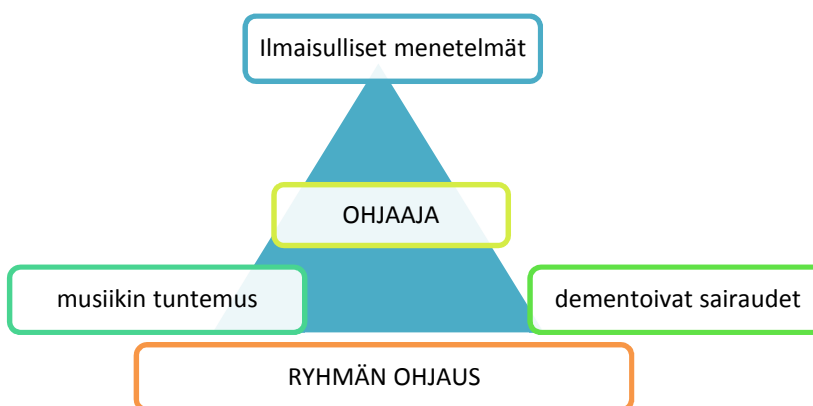 Ilmaisulliset menetelmät
OHJAAJA
musiikin tuntemus
dementoivat sairaudet
RYHMÄN OHJAUS